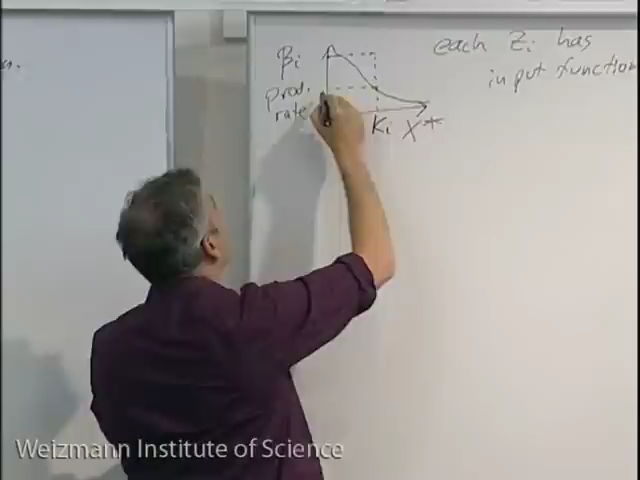 n.
βi
prod.
rate
Ki X*
each Zi has
input function
Weizmann Institute of Science